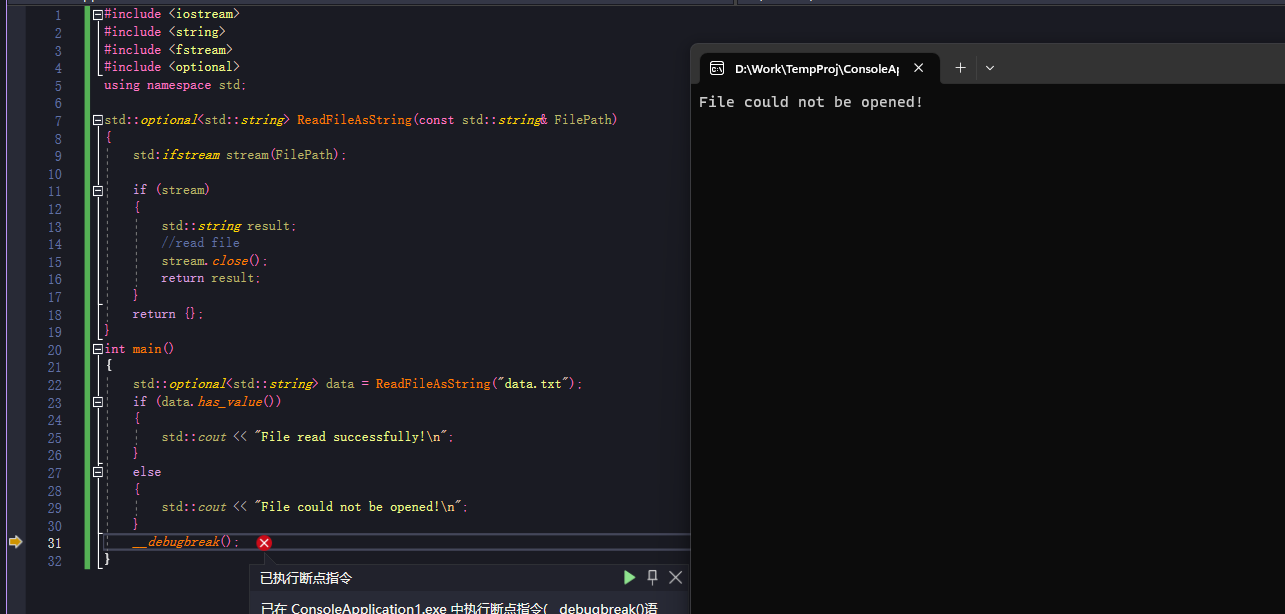 1 #include <iostream>
2 #include <string>
3 #include <fstream>
4 #include <optional>
5 using namespace std;
6
7 std::optional<std::string> ReadFileAsString(const std::string& FilePath)
8 {
9 std:ifstream stream(FilePath);
10
11 if (stream)
12 {
13 std::string result;
14 //read file
15 stream.close();
16 return result;
17 }
18 return {};
19 }
20 int main()
21 {
22 std::optional<std::string> data = ReadFileAsString("data.txt");
23 if (data.has_value())
24 {
25 std::cout << "File read successfully!\n";
26 }
27 else
28 {
29 std::cout << "File could not be opened!\n";
30 }
31 __debugbreak();
32 }
已执行断点指令
已在 ConsoleApplication1.exe 中执行断点指令(__debugbreak()语
D:\Work\TempProj\ConsoleAp
File could not be opened!